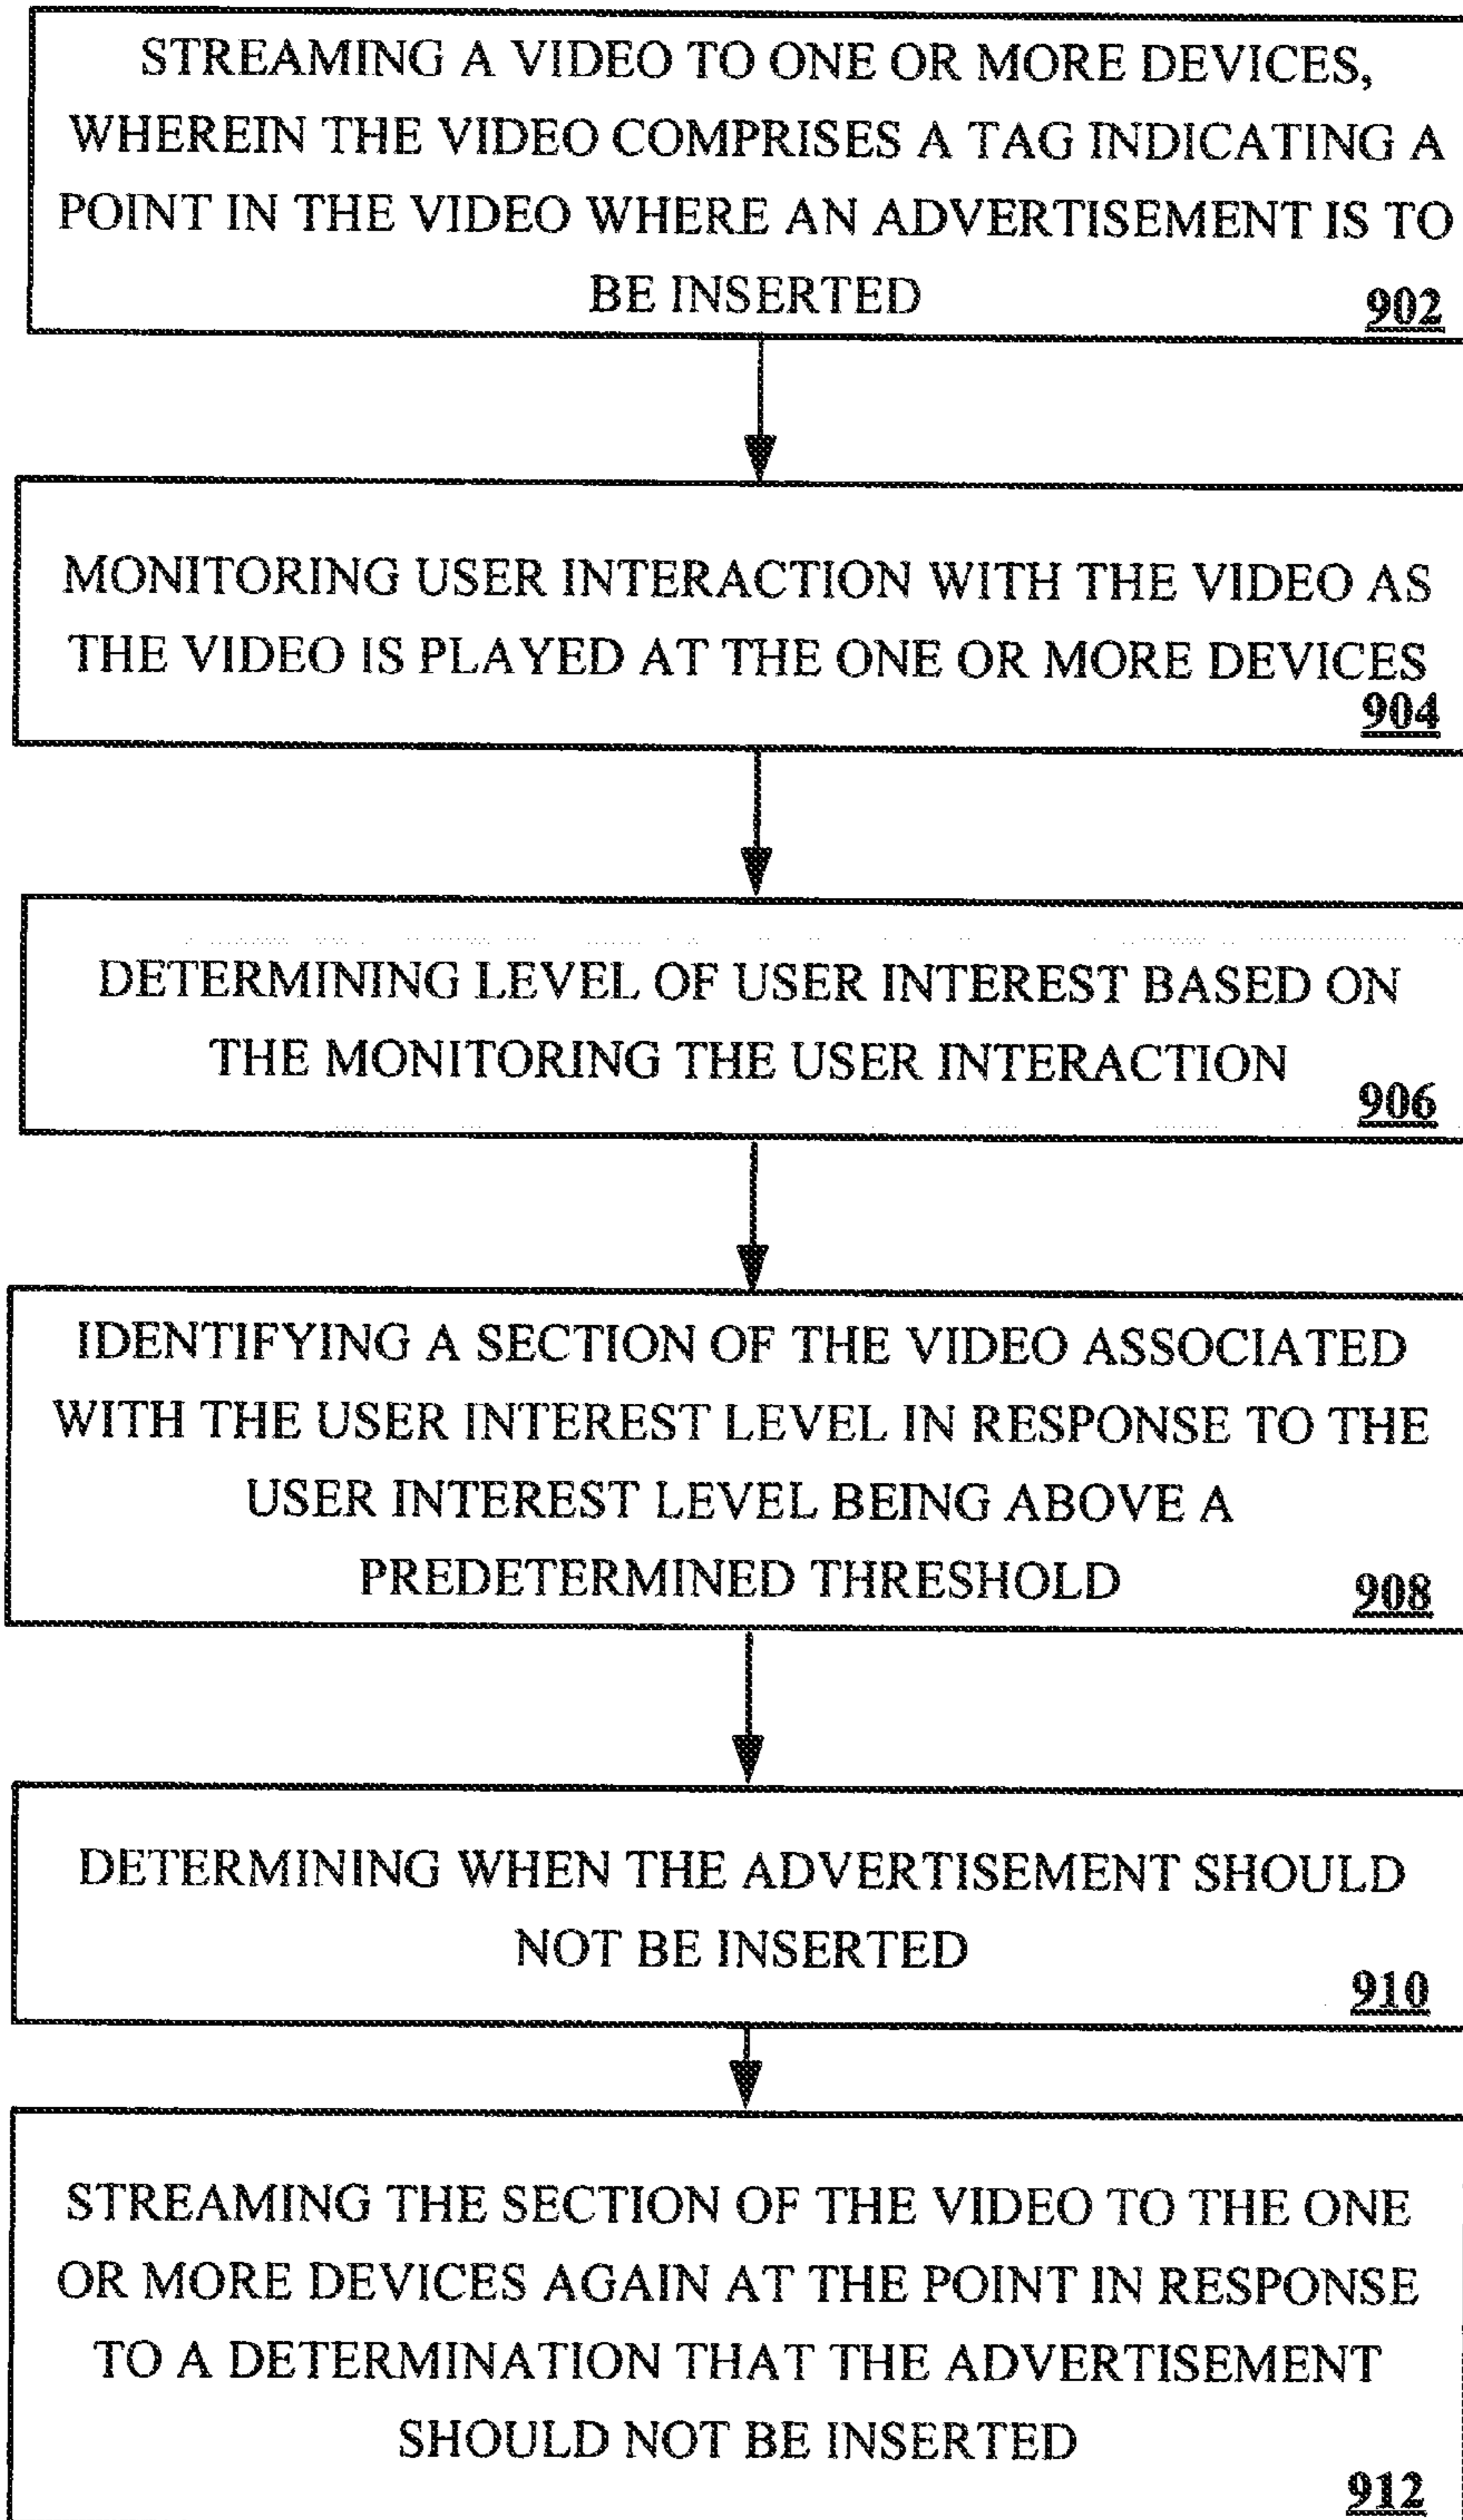 STREAMING A VIDEO TO ONE OR MORE DEVICES,
WHEREIN THE VIDEO COMPRISES A TAG INDICATING A
POINT IN THE VIDEO WHERE AN ADVERTISEMENT IS TO
BE INSERTED
902
MONITORING USER INTERACTION WITH THE VIDEO AS
THE VIDEO IS PLAYED AT THE ONE OR MORE DEVICES
904
DETERMINING LEVEL OF USER INTEREST BASED ON
THE MONITORING THE USER INTERACTION
906
IDENTIFYING A SECTION OF THE VIDEO ASSOCIATED
WITH THE USER INTEREST LEVEL IN RESPONSE TO THE
USER INTEREST LEVEL BEING ABOVE A
PREDETERMINED THRESHOLD
908
DETERMINING WHEN THE ADVERTISEMENT SHOULD
NOT BE INSERTED
910
STREAMING THE SECTION OF THE VIDEO TO THE ONE
OR MORE DEVICES AGAIN AT THE POINT IN RESPONSE
TO A DETERMINATION THAT THE ADVERTISEMENT
SHOULD NOT BE INSERTED
912